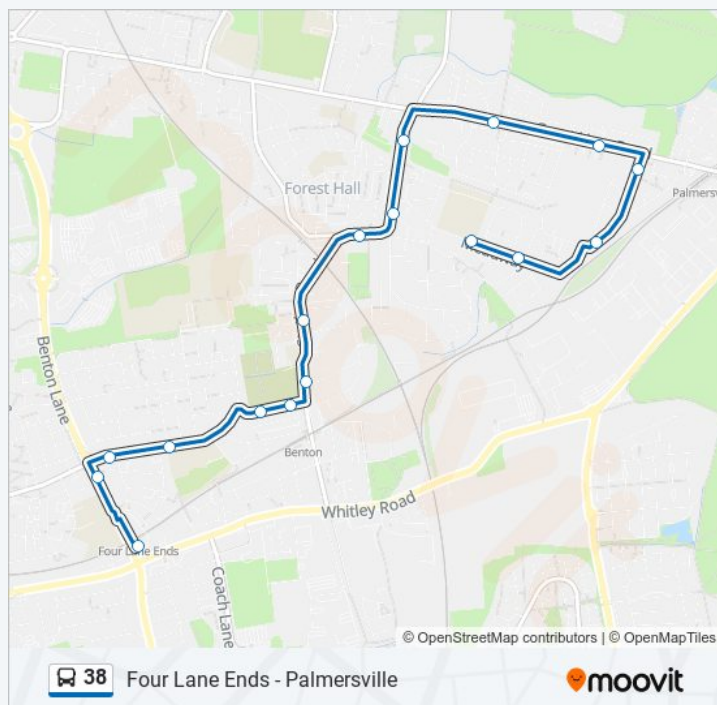 Forest Hall
Palmersv
Benton Lane
Benton
Whitley Road
Four Lane Ends
Coach Lane
© OpenStreetMap contributors | © OpenMapTiles
38 Four Lane Ends - Palmersville
moovit